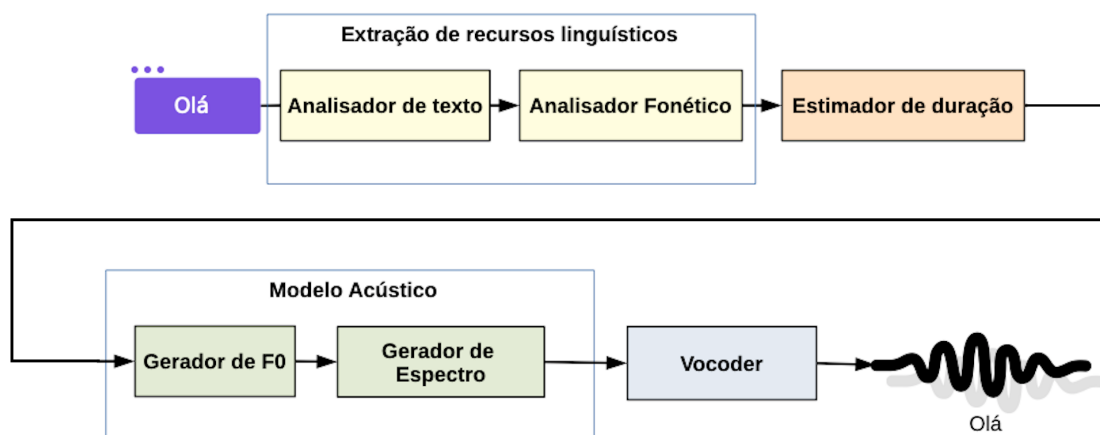 Extração de recursos linguísticos
Olá
Analisador de texto
Analisador Fonético
Estimador de duração
Modelo Acústico
Gerador de F0
Gerador de
Espectro
Vocoder
Olá